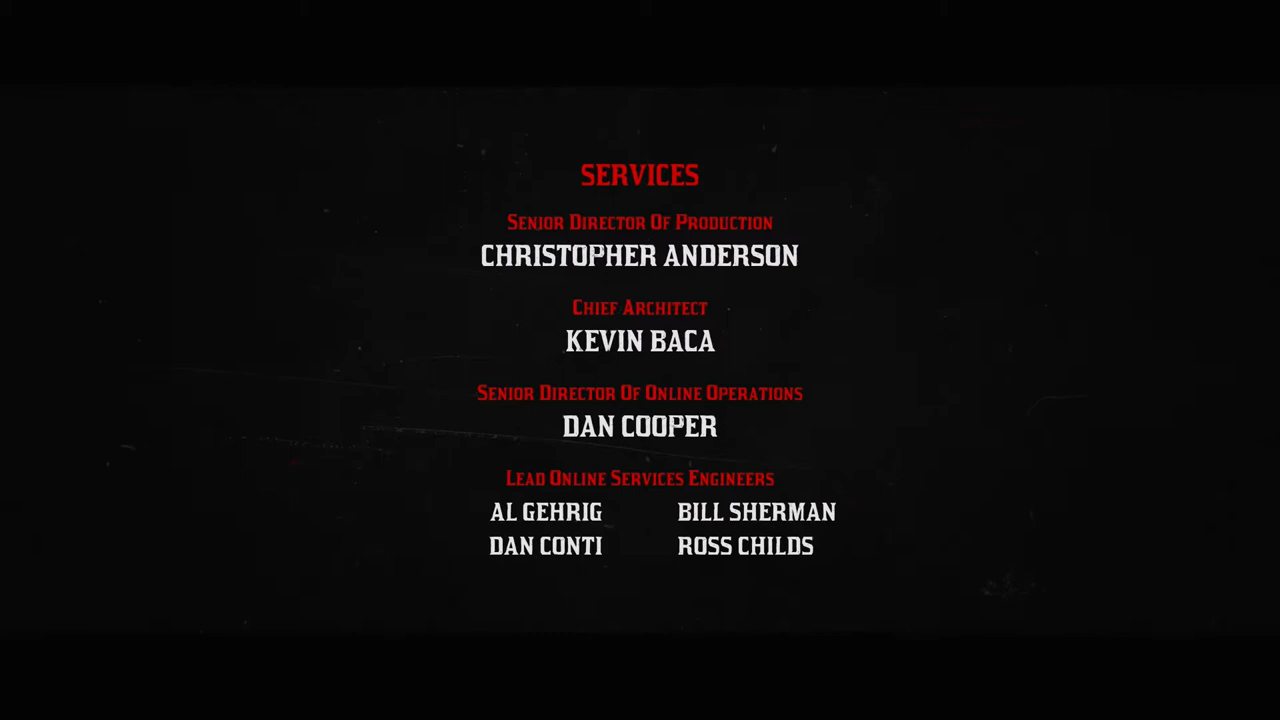 SERVICES
Senior Director Of Production
CHRISTOPHER ANDERSON
Chief Architect
KEVIN BACA
Senior Director Of Online Operations
DAN COOPER
Lead Online Services Engineers
AL GEHRIG BILL SHERMAN
DAN CONTI ROSS CHILDS